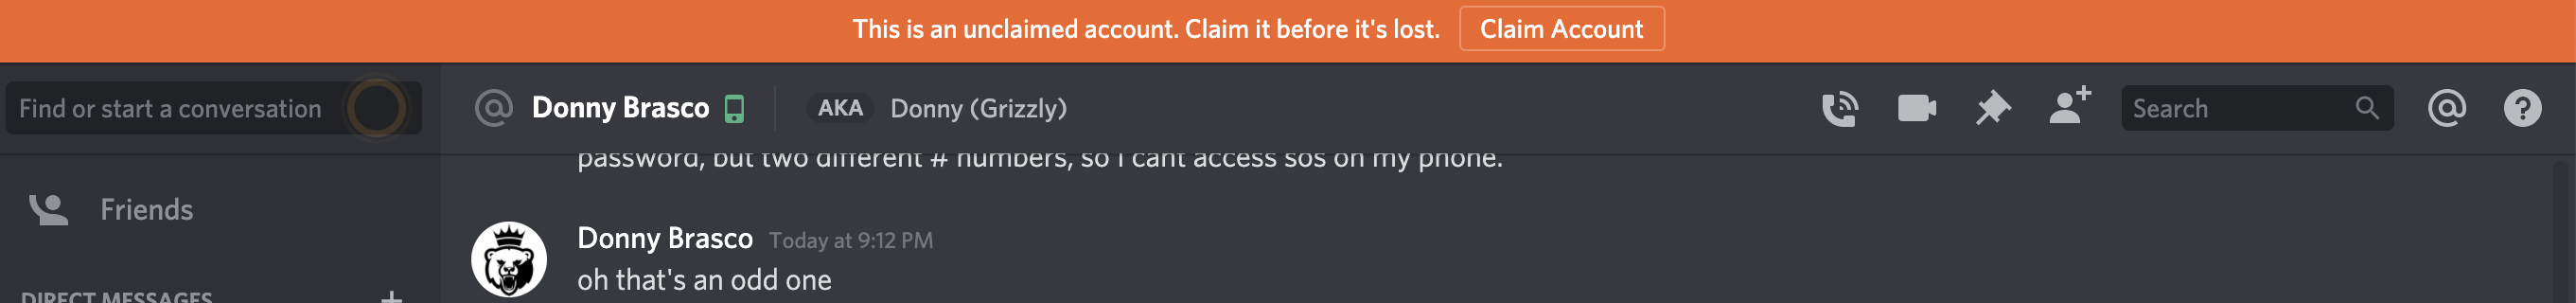 This is an unclaimed account. Claim it before it's lost. Claim Account
Find or start a conversation
Donny Brasco AKA Donny (Grizzly)
Search
password, but two different # numbers, so I cant access sos on my phone.
Friends
Donny Brasco Today at 9:12 PM
oh that's an odd one
DIRECT MESSAGES